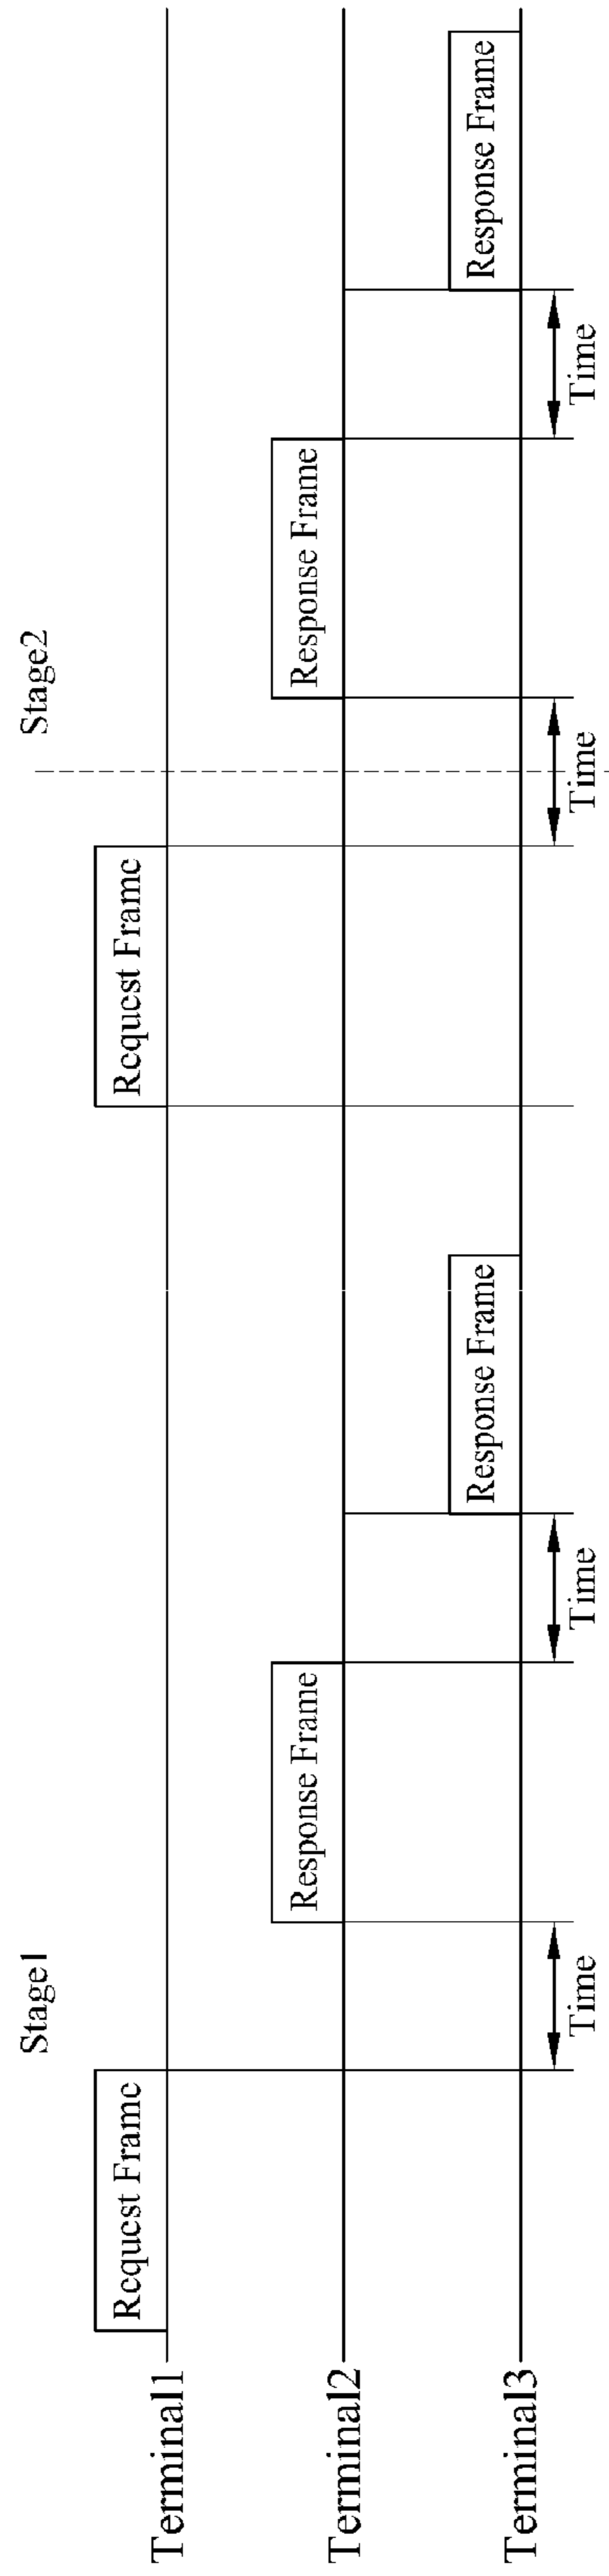 Stage1
Stage2
Terminal1
Request Frame
Request Frame
Terminal2
Response Frame
Response Frame
Terminal3
Response Frame
Response Frame
Time
Time
Time
Time